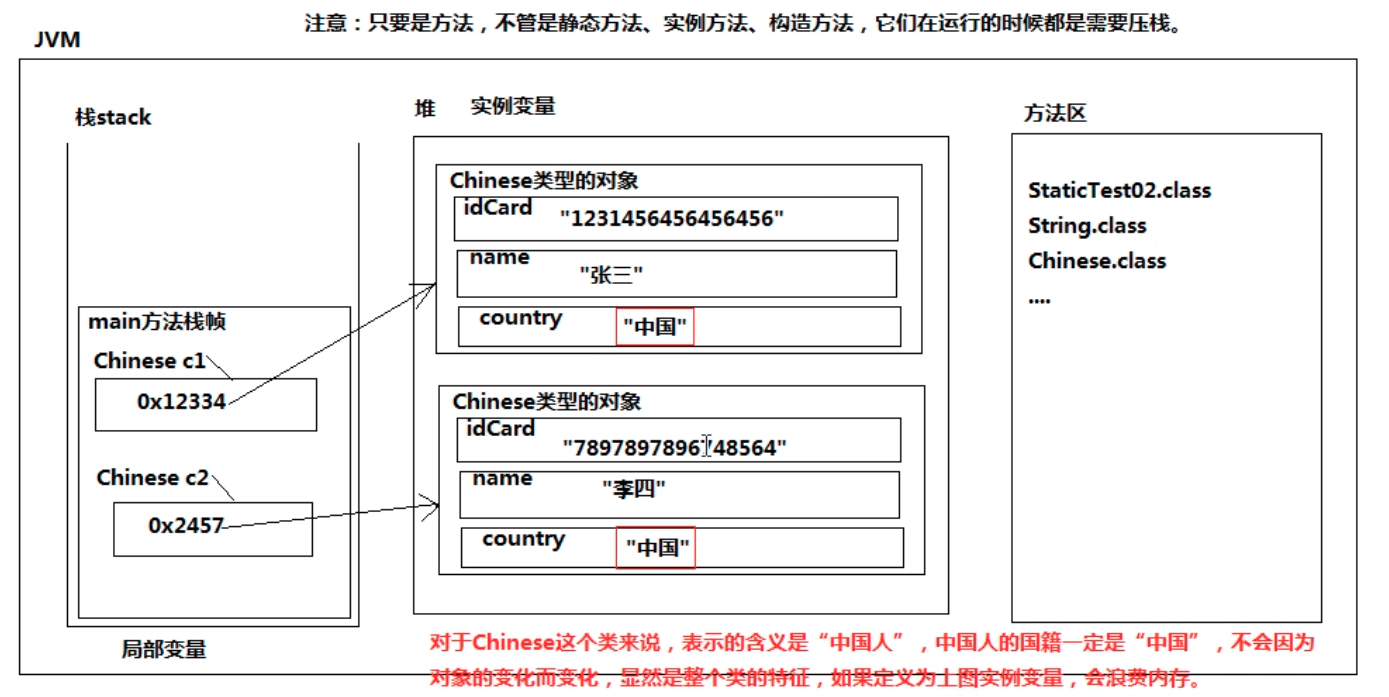 注意：只要是方法，不管是静态方法、实例方法、构造方法，它们在运行的时候都是需要压栈。
JVM
栈stack
main方法栈帧
Chinese c1
0x12334
Chinese c2
0x2457
局部变量
堆 实例变量
Chinese类型的对象
idCard "1231456456456456"
name "张三"
country "中国"
Chinese类型的对象
idCard "7897897896748564"
name "李四"
country "中国"
方法区
StaticTest02.class
String.class
Chinese.class
....
对于Chinese这个类来说，表示的含义是“中国人”，中国人的国籍一定是“中国”，不会因为
对象的变化而变化，显然是整个类的特征，如果定义为上图实例变量，会浪费内存。